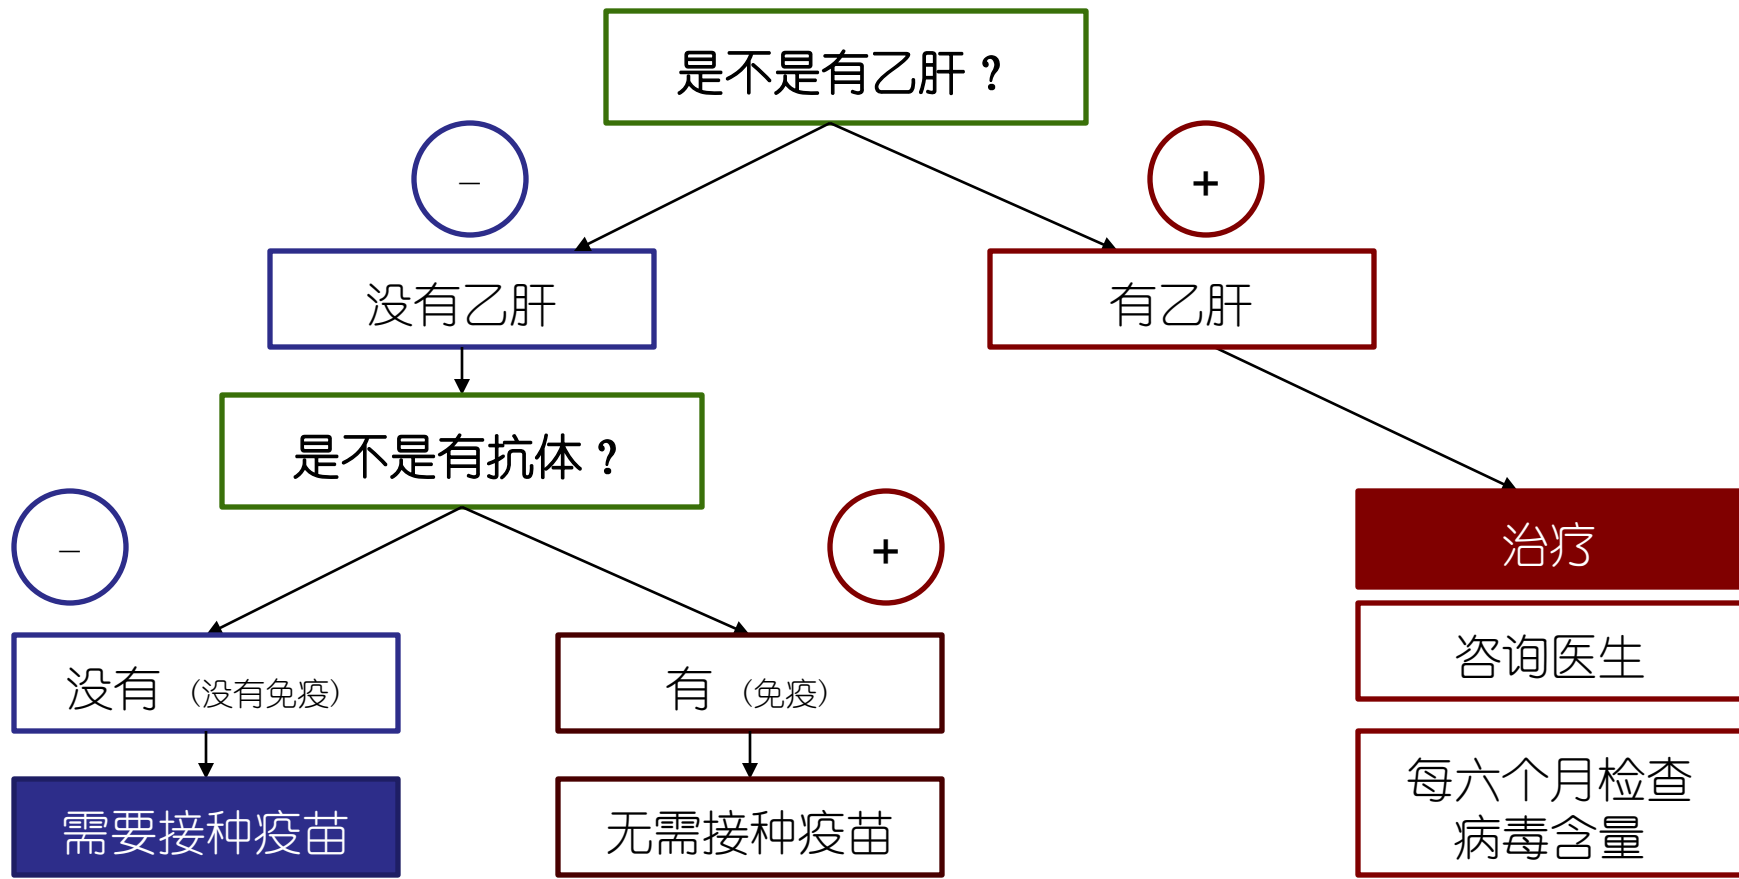 是不是有乙肝？
–
+
没有乙肝
有乙肝
是不是有抗体？
–
+
治疗
没有（没有免疫）
有（免疫）
咨询医生
需要接种疫苗
无需接种疫苗
每六个月检查
病毒含量